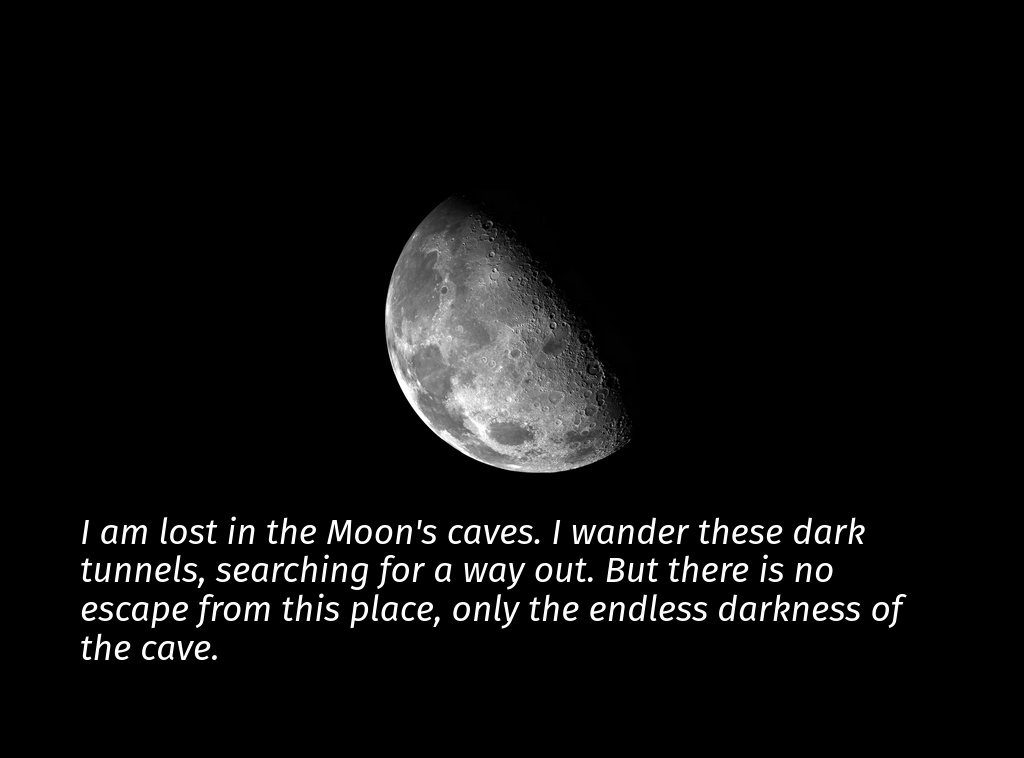 I am lost in the Moon's caves. I wander these dark
tunnels, searching for a way out. But there is no
escape from this place, only the endless darkness of
the cave.